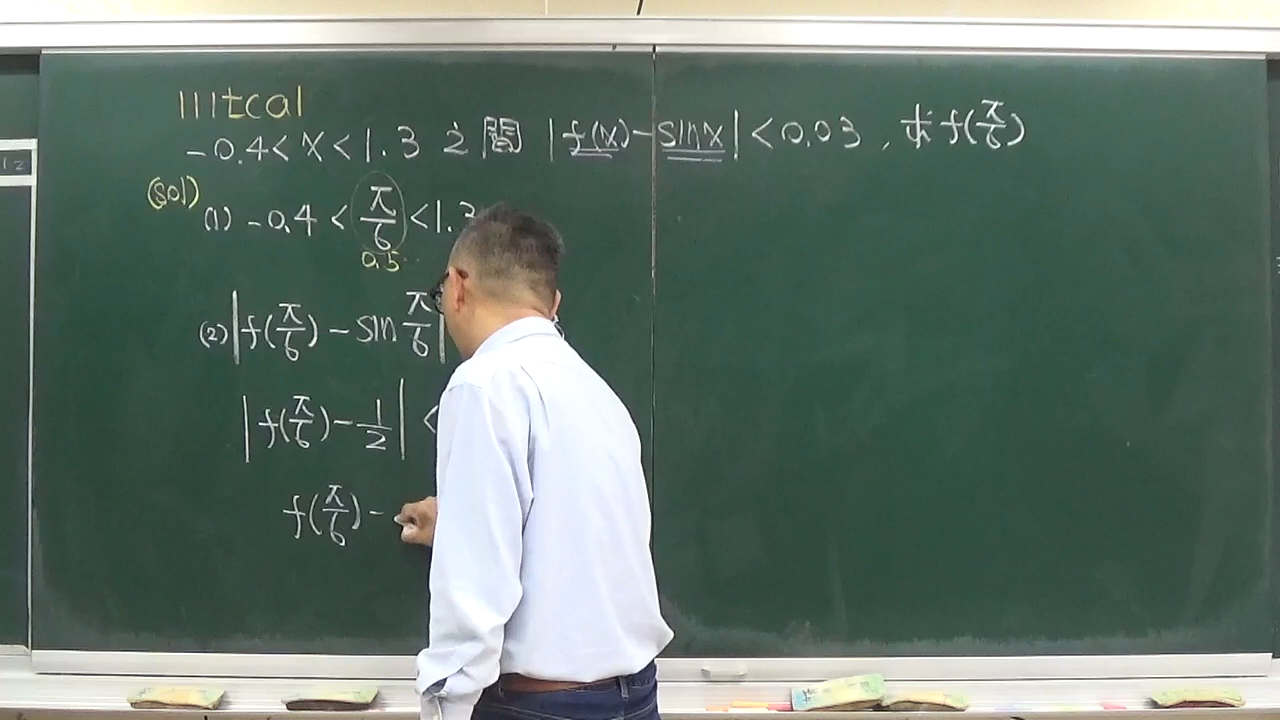 111tcal
-0.4 < x < 1.3 之間 |f(x) - sinx| < 0.03 , 求 f(π/6)
(sol) (1) -0.4 < π/6 < 1.3
0.5..
(2) |f(π/6) - sin π/6|
|f(π/6) - 1/2| <
f(π/6) -